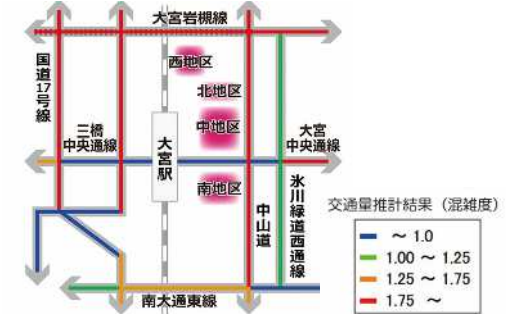 大宮岩槻線
国道17号線
西地区
北地区
三橋
中央通線
中地区
大宮
中央通線
大宮駅
南地区
中山道
氷川緑道西通線
南大通東線
交通量推計結果（混雑度）
～ 1.0
1.00 ～ 1.25
1.25 ～ 1.75
1.75 ～